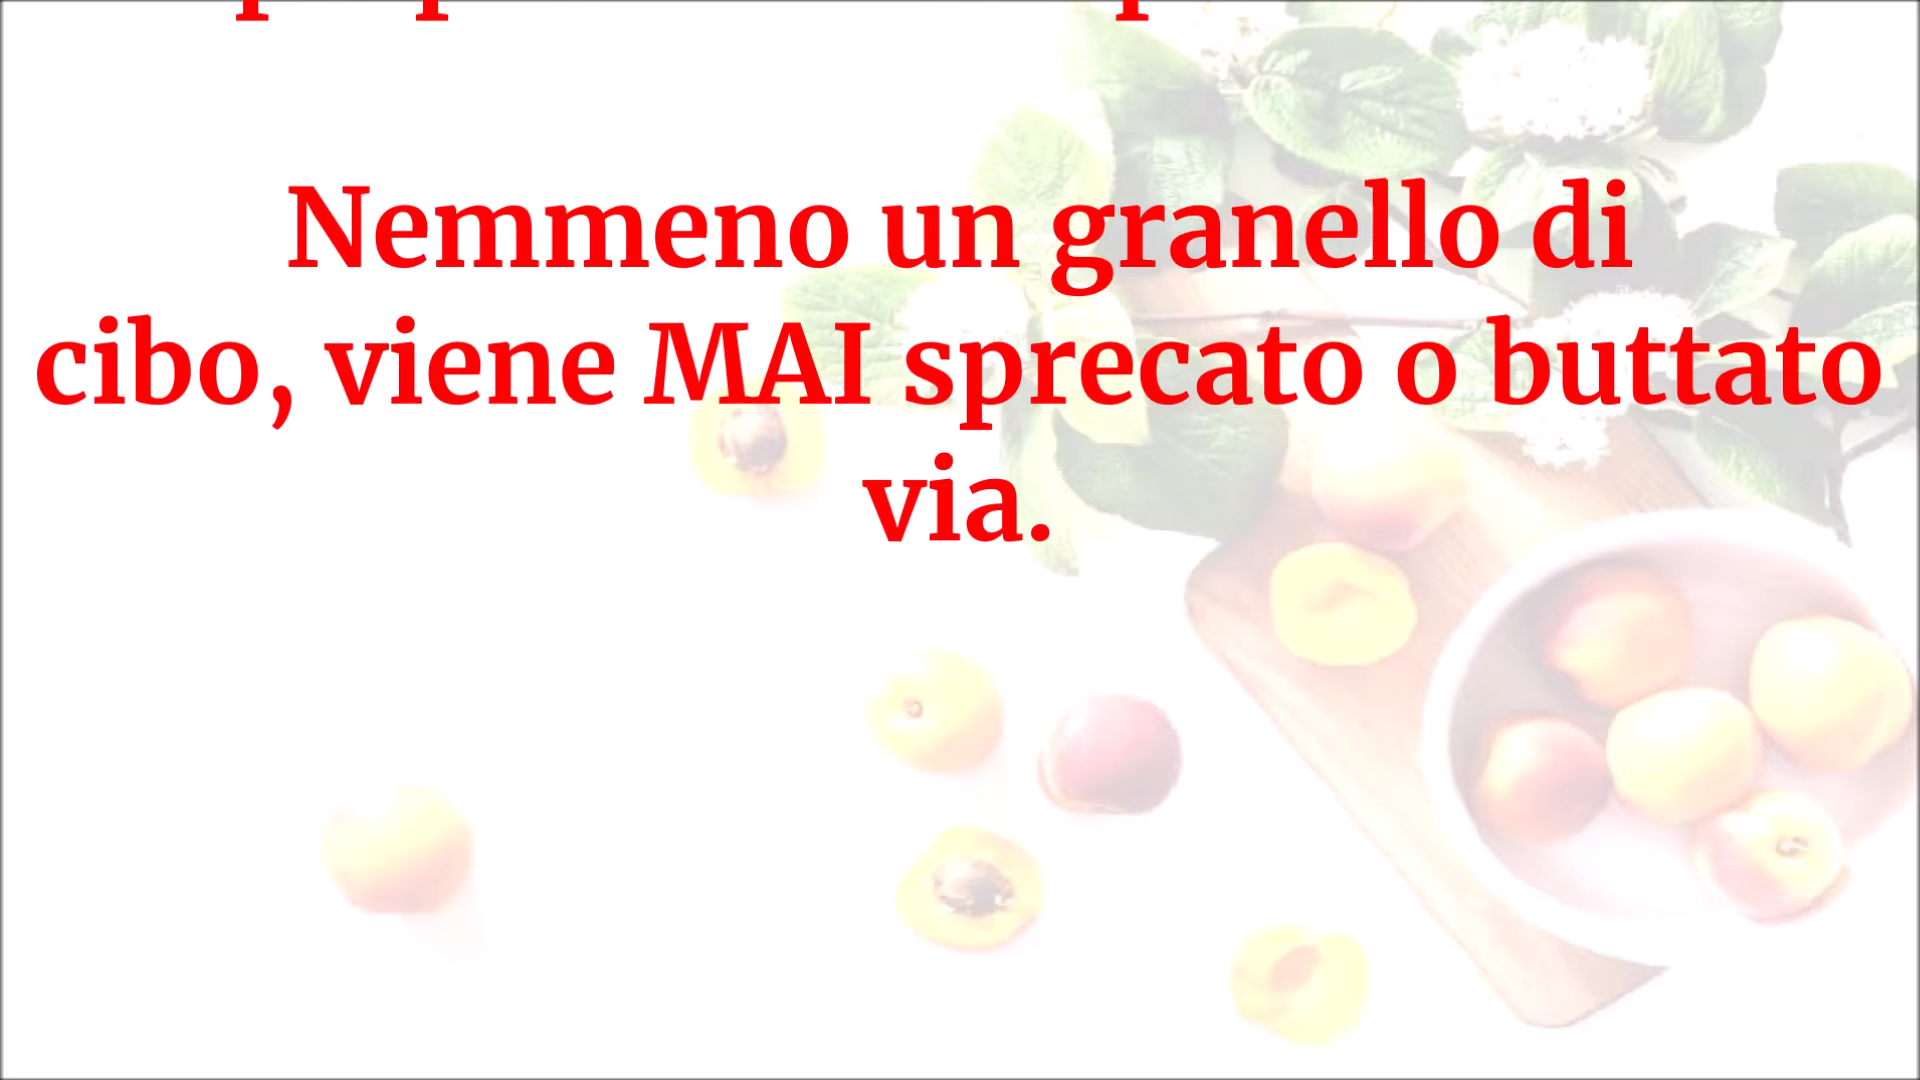 Nemmeno un granello di
cibo, viene MAI sprecato o buttato
via.